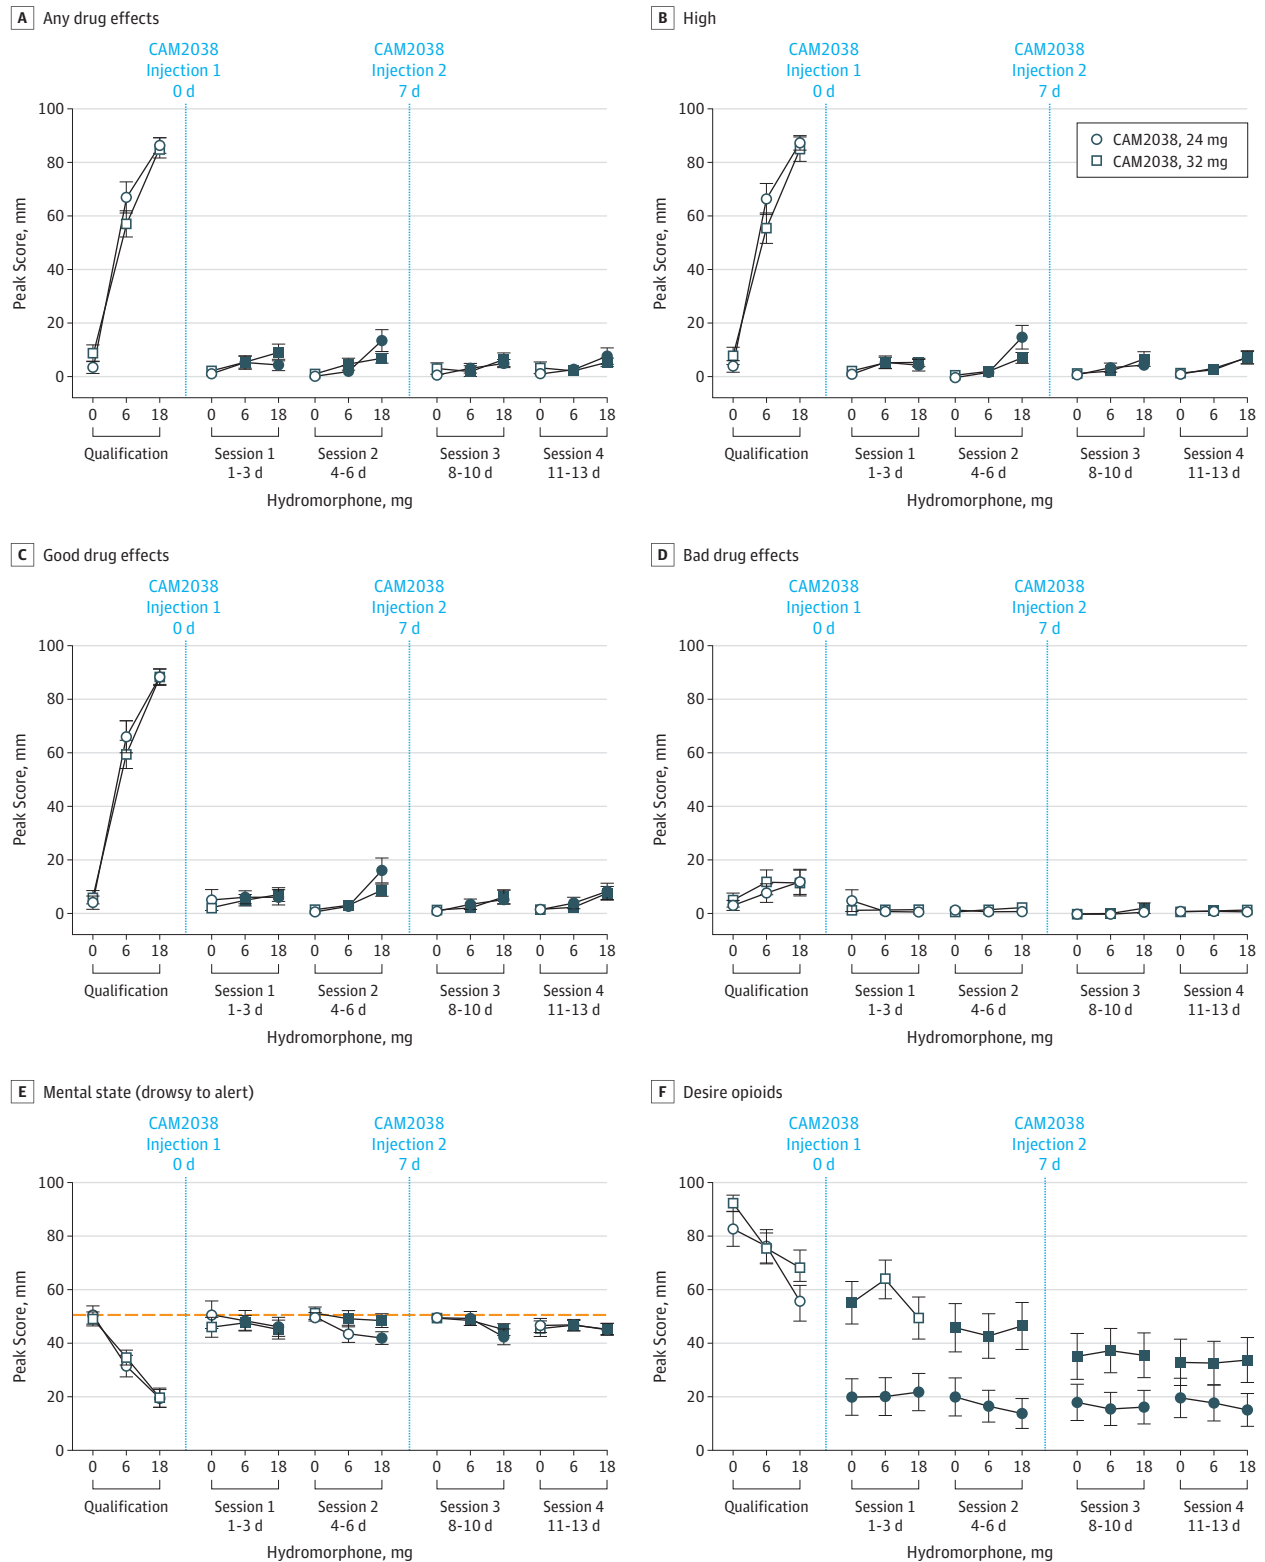 A Any drug effects
CAM2038
Injection 1
0 d
CAM2038
Injection 2
7 d
Peak Score, mm
100
80
60
40
20
0
0 6 18 0 6 18 0 6 18 0 6 18 0 6 18
Qualification Session 1 Session 2 Session 3 Session 4
1-3 d 4-6 d 8-10 d 11-13 d
Hydromorphone, mg
B High
CAM2038
Injection 1
0 d
CAM2038
Injection 2
7 d
CAM2038, 24 mg
CAM2038, 32 mg
Peak Score, mm
100
80
60
40
20
0
0 6 18 0 6 18 0 6 18 0 6 18 0 6 18
Qualification Session 1 Session 2 Session 3 Session 4
1-3 d 4-6 d 8-10 d 11-13 d
Hydromorphone, mg
C Good drug effects
CAM2038
Injection 1
0 d
CAM2038
Injection 2
7 d
Peak Score, mm
100
80
60
40
20
0
0 6 18 0 6 18 0 6 18 0 6 18 0 6 18
Qualification Session 1 Session 2 Session 3 Session 4
1-3 d 4-6 d 8-10 d 11-13 d
Hydromorphone, mg
D Bad drug effects
CAM2038
Injection 1
0 d
CAM2038
Injection 2
7 d
Peak Score, mm
100
80
60
40
20
0
0 6 18 0 6 18 0 6 18 0 6 18 0 6 18
Qualification Session 1 Session 2 Session 3 Session 4
1-3 d 4-6 d 8-10 d 11-13 d
Hydromorphone, mg
E Mental state (drowsy to alert)
CAM2038
Injection 1
0 d
CAM2038
Injection 2
7 d
Peak Score, mm
100
80
60
40
20
0
0 6 18 0 6 18 0 6 18 0 6 18 0 6 18
Qualification Session 1 Session 2 Session 3 Session 4
1-3 d 4-6 d 8-10 d 11-13 d
Hydromorphone, mg
F Desire opioids
CAM2038
Injection 1
0 d
CAM2038
Injection 2
7 d
Peak Score, mm
100
80
60
40
20
0
0 6 18 0 6 18 0 6 18 0 6 18 0 6 18
Qualification Session 1 Session 2 Session 3 Session 4
1-3 d 4-6 d 8-10 d 11-13 d
Hydromorphone, mg